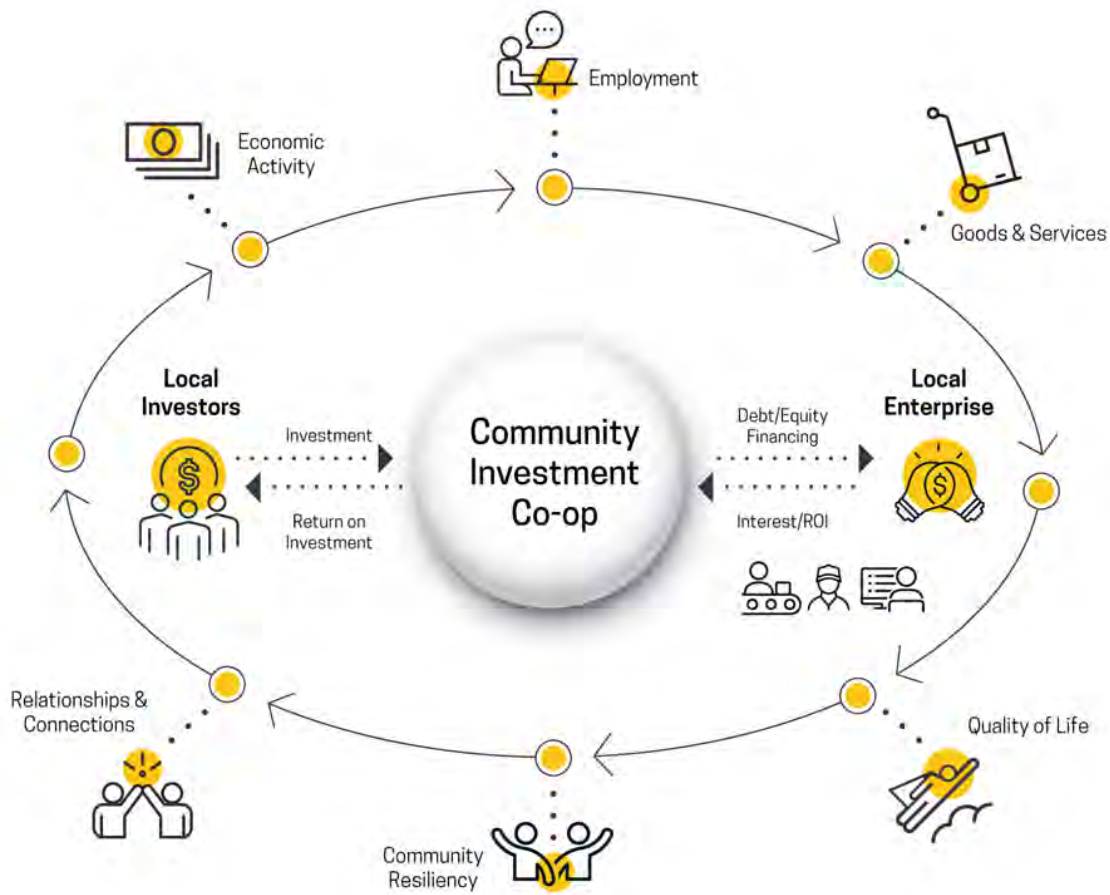 Employment
Economic
Activity
Goods & Services
Local
Investors
Investment
Return on
Investment
Community
Investment
Co-op
Debt/Equity
Financing
Interest/ROI
Local
Enterprise
Relationships &
Connections
Quality of Life
Community
Resiliency